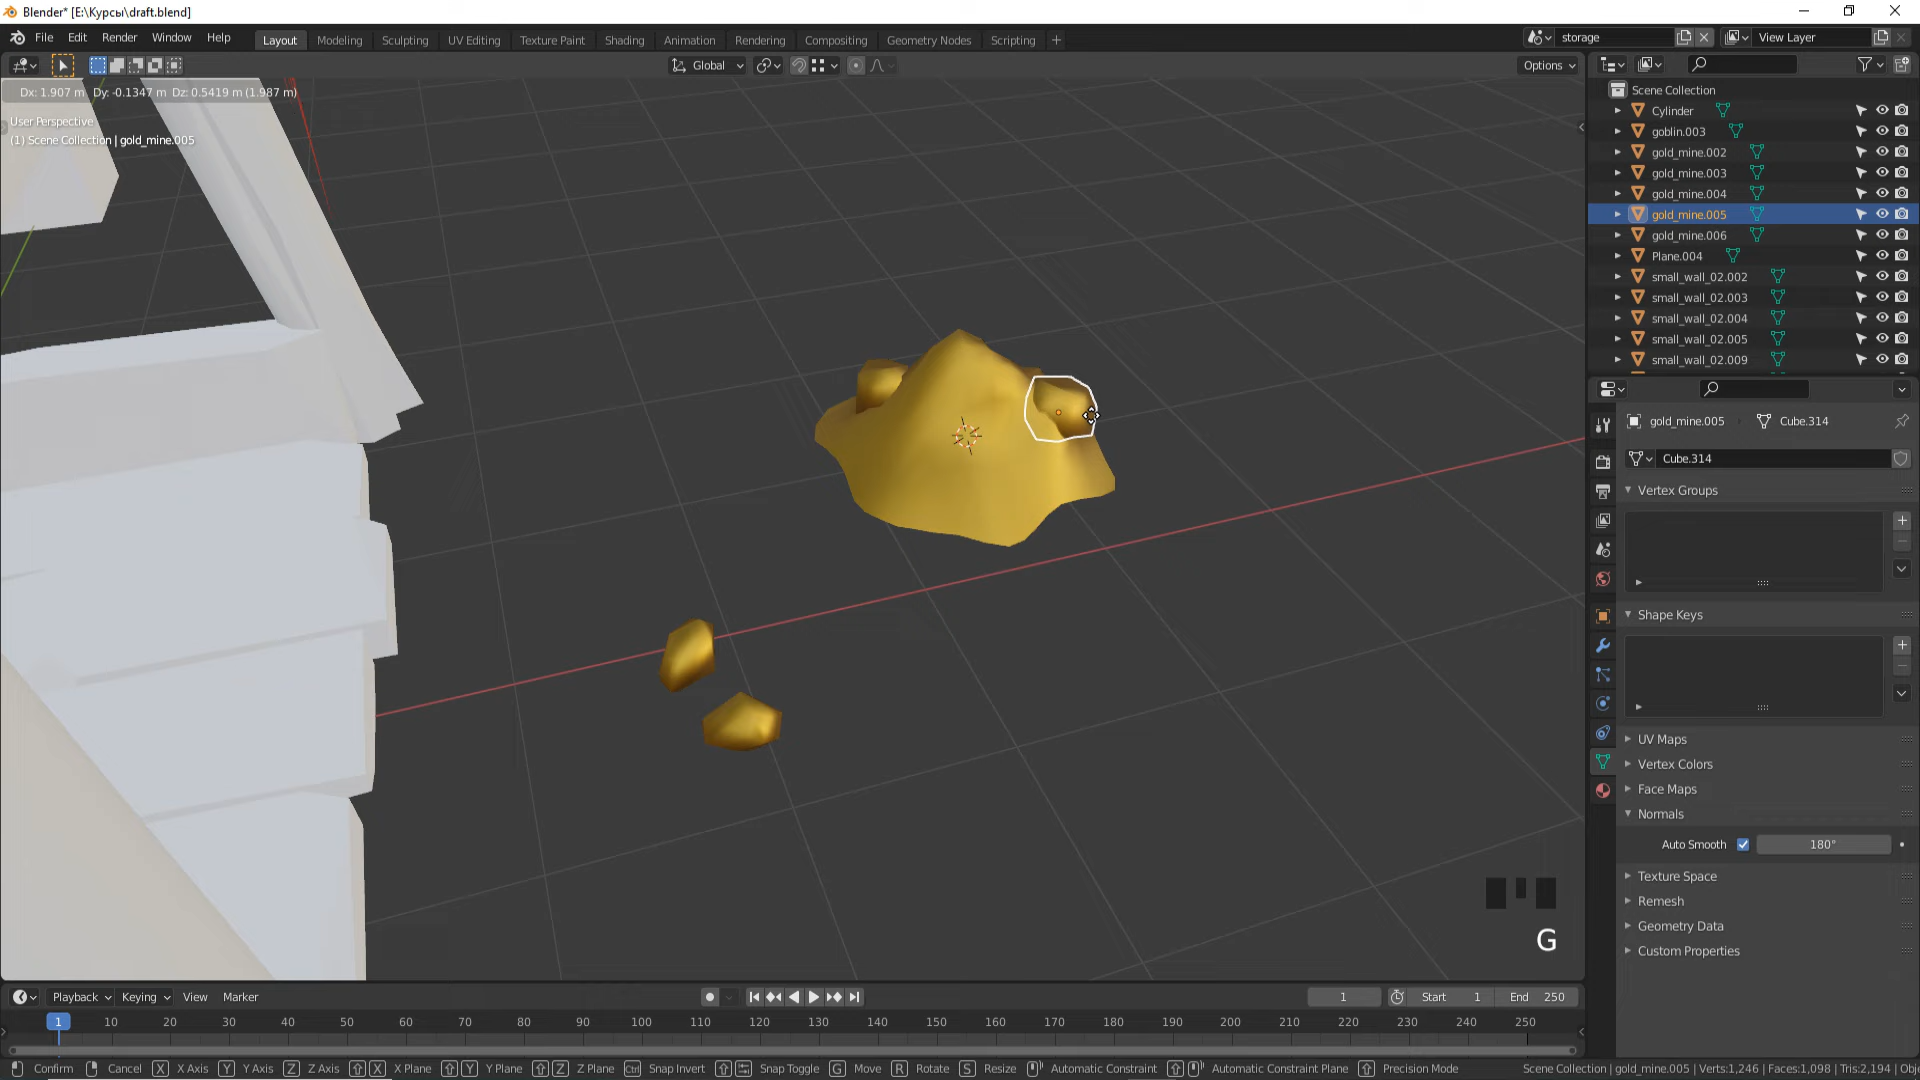 Blender* [E:\Курсы\draft.blend]
File Edit Render Window Help
Layout Modeling Sculpting UV Editing Texture Paint Shading Animation Rendering Compositing Geometry Nodes Scripting +
storage
View Layer
Global
Options
Dx: 1.907 m Dy: -0.1347 m Dz: 0.5419 m (1.987 m)
User Perspective
(1) Scene Collection | gold_mine.005
Scene Collection
Cylinder
goblin.003
gold_mine.002
gold_mine.003
gold_mine.004
gold_mine.005
gold_mine.006
Plane.004
small_wall_02.002
small_wall_02.003
small_wall_02.004
small_wall_02.005
small_wall_02.009
gold_mine.005 Cube.314
Cube.314
Vertex Groups
Shape Keys
UV Maps
Vertex Colors
Face Maps
Normals
Auto Smooth 180°
Texture Space
Remesh
Geometry Data
Custom Properties
G
Playback Keying View Marker
1 Start 1 End 250
1 10 20 30 40 50 60 70 80 90 100 110 120 130 140 150 160 170 180 190 200 210 220 230 240 250
Confirm Cancel X X Axis Y Y Axis Z Z Axis X X Plane Y Y Plane Z Z Plane Ctrl Snap Invert Snap Toggle G Move R Rotate S Resize Automatic Constraint Automatic Constraint Plane Precision Mode Scene Collection | gold_mine.005 | Verts:1,246 | Faces:1,098 | Tris:2,194 | Obj